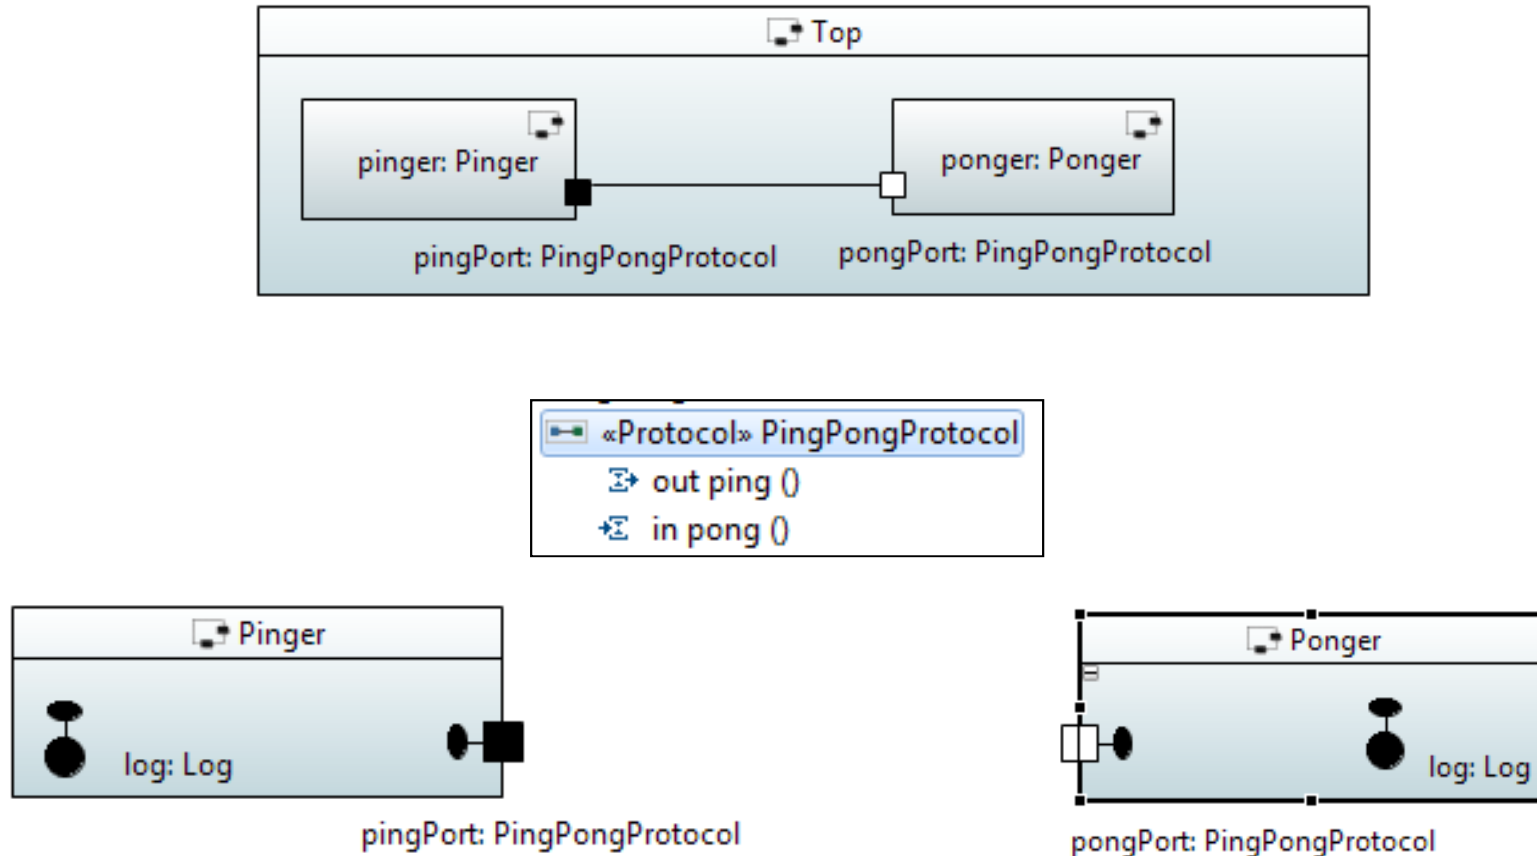 Top
pinger: Pinger
ponger: Ponger
pingPort: PingPongProtocol
pongPort: PingPongProtocol
«Protocol» PingPongProtocol
out ping ()
in pong ()
Pinger
Ponger
log: Log
log: Log
pingPort: PingPongProtocol
pongPort: PingPongProtocol